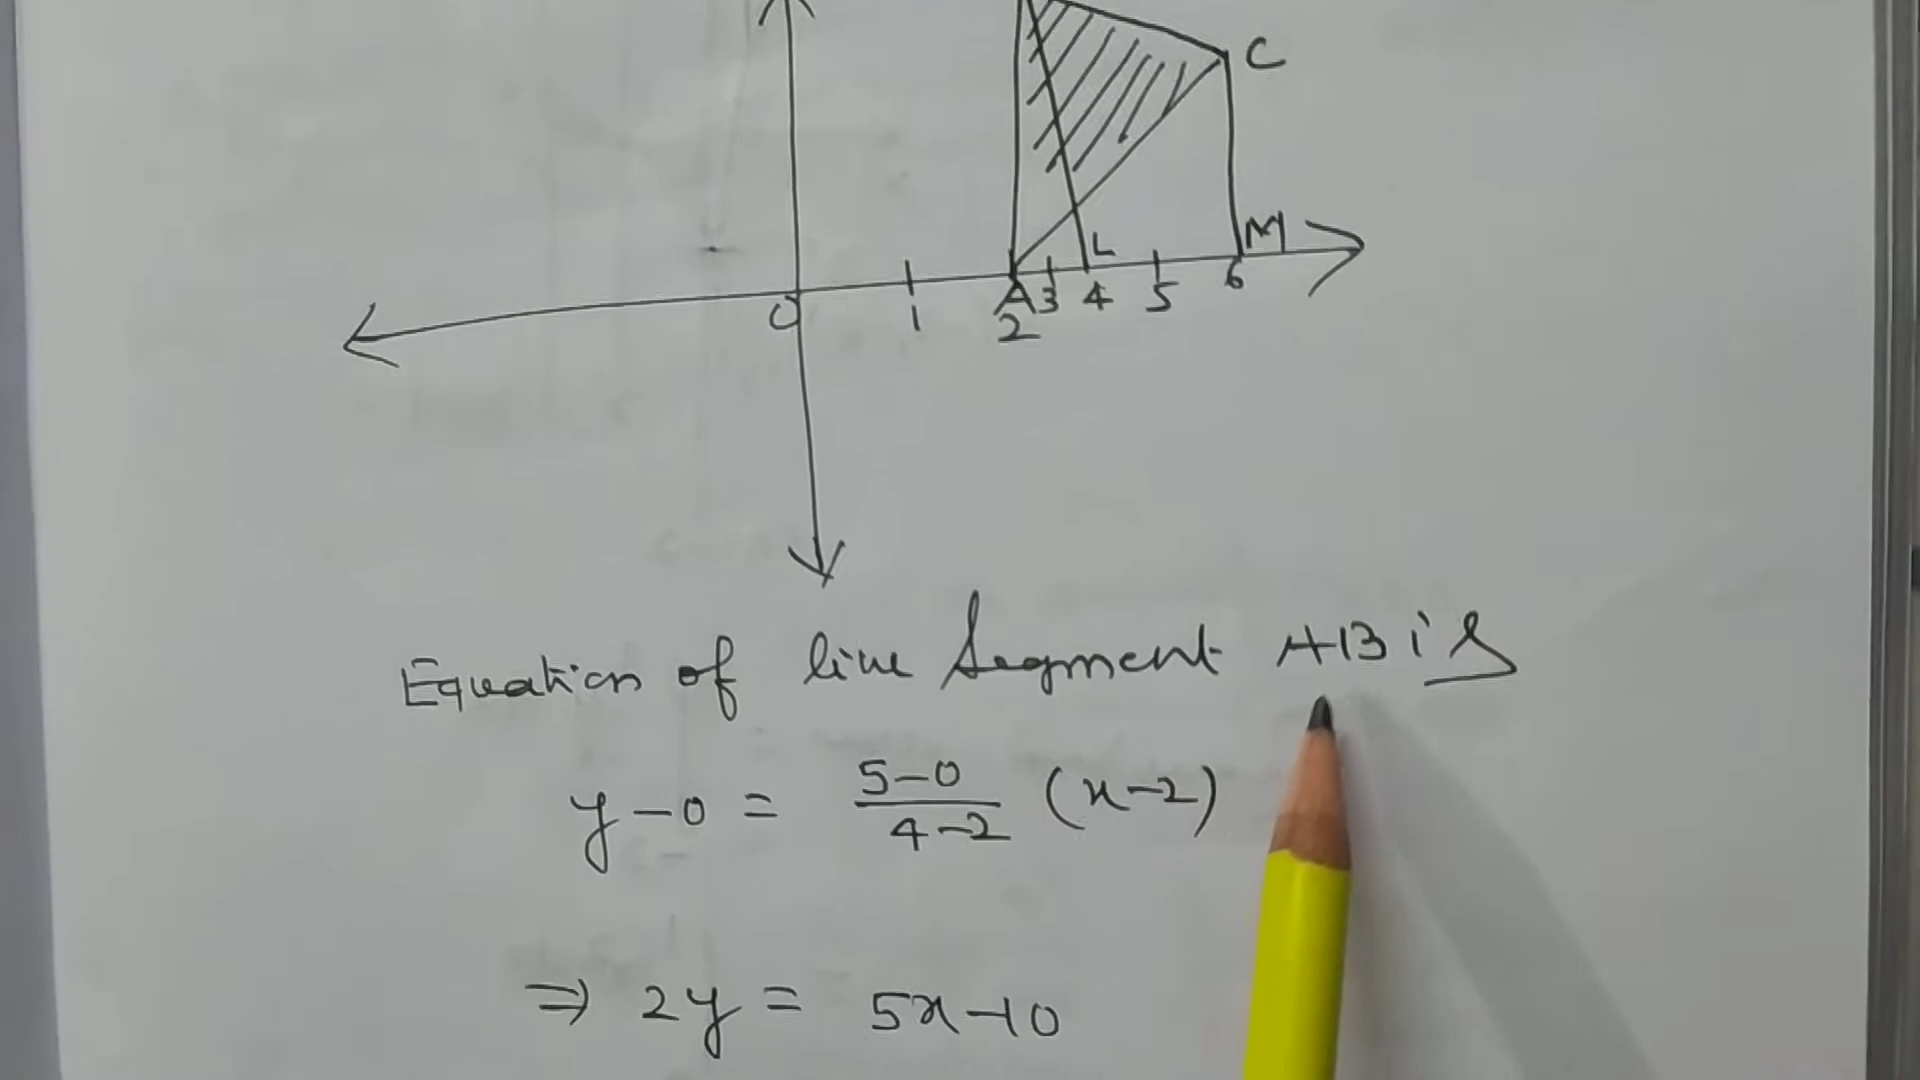 C
L M
O 1 A 3 4 5 6
2
Equation of line segment AB is
y-0 = \frac{5-0}{4-2} (x-2)
⇒ 2y = 5x-10